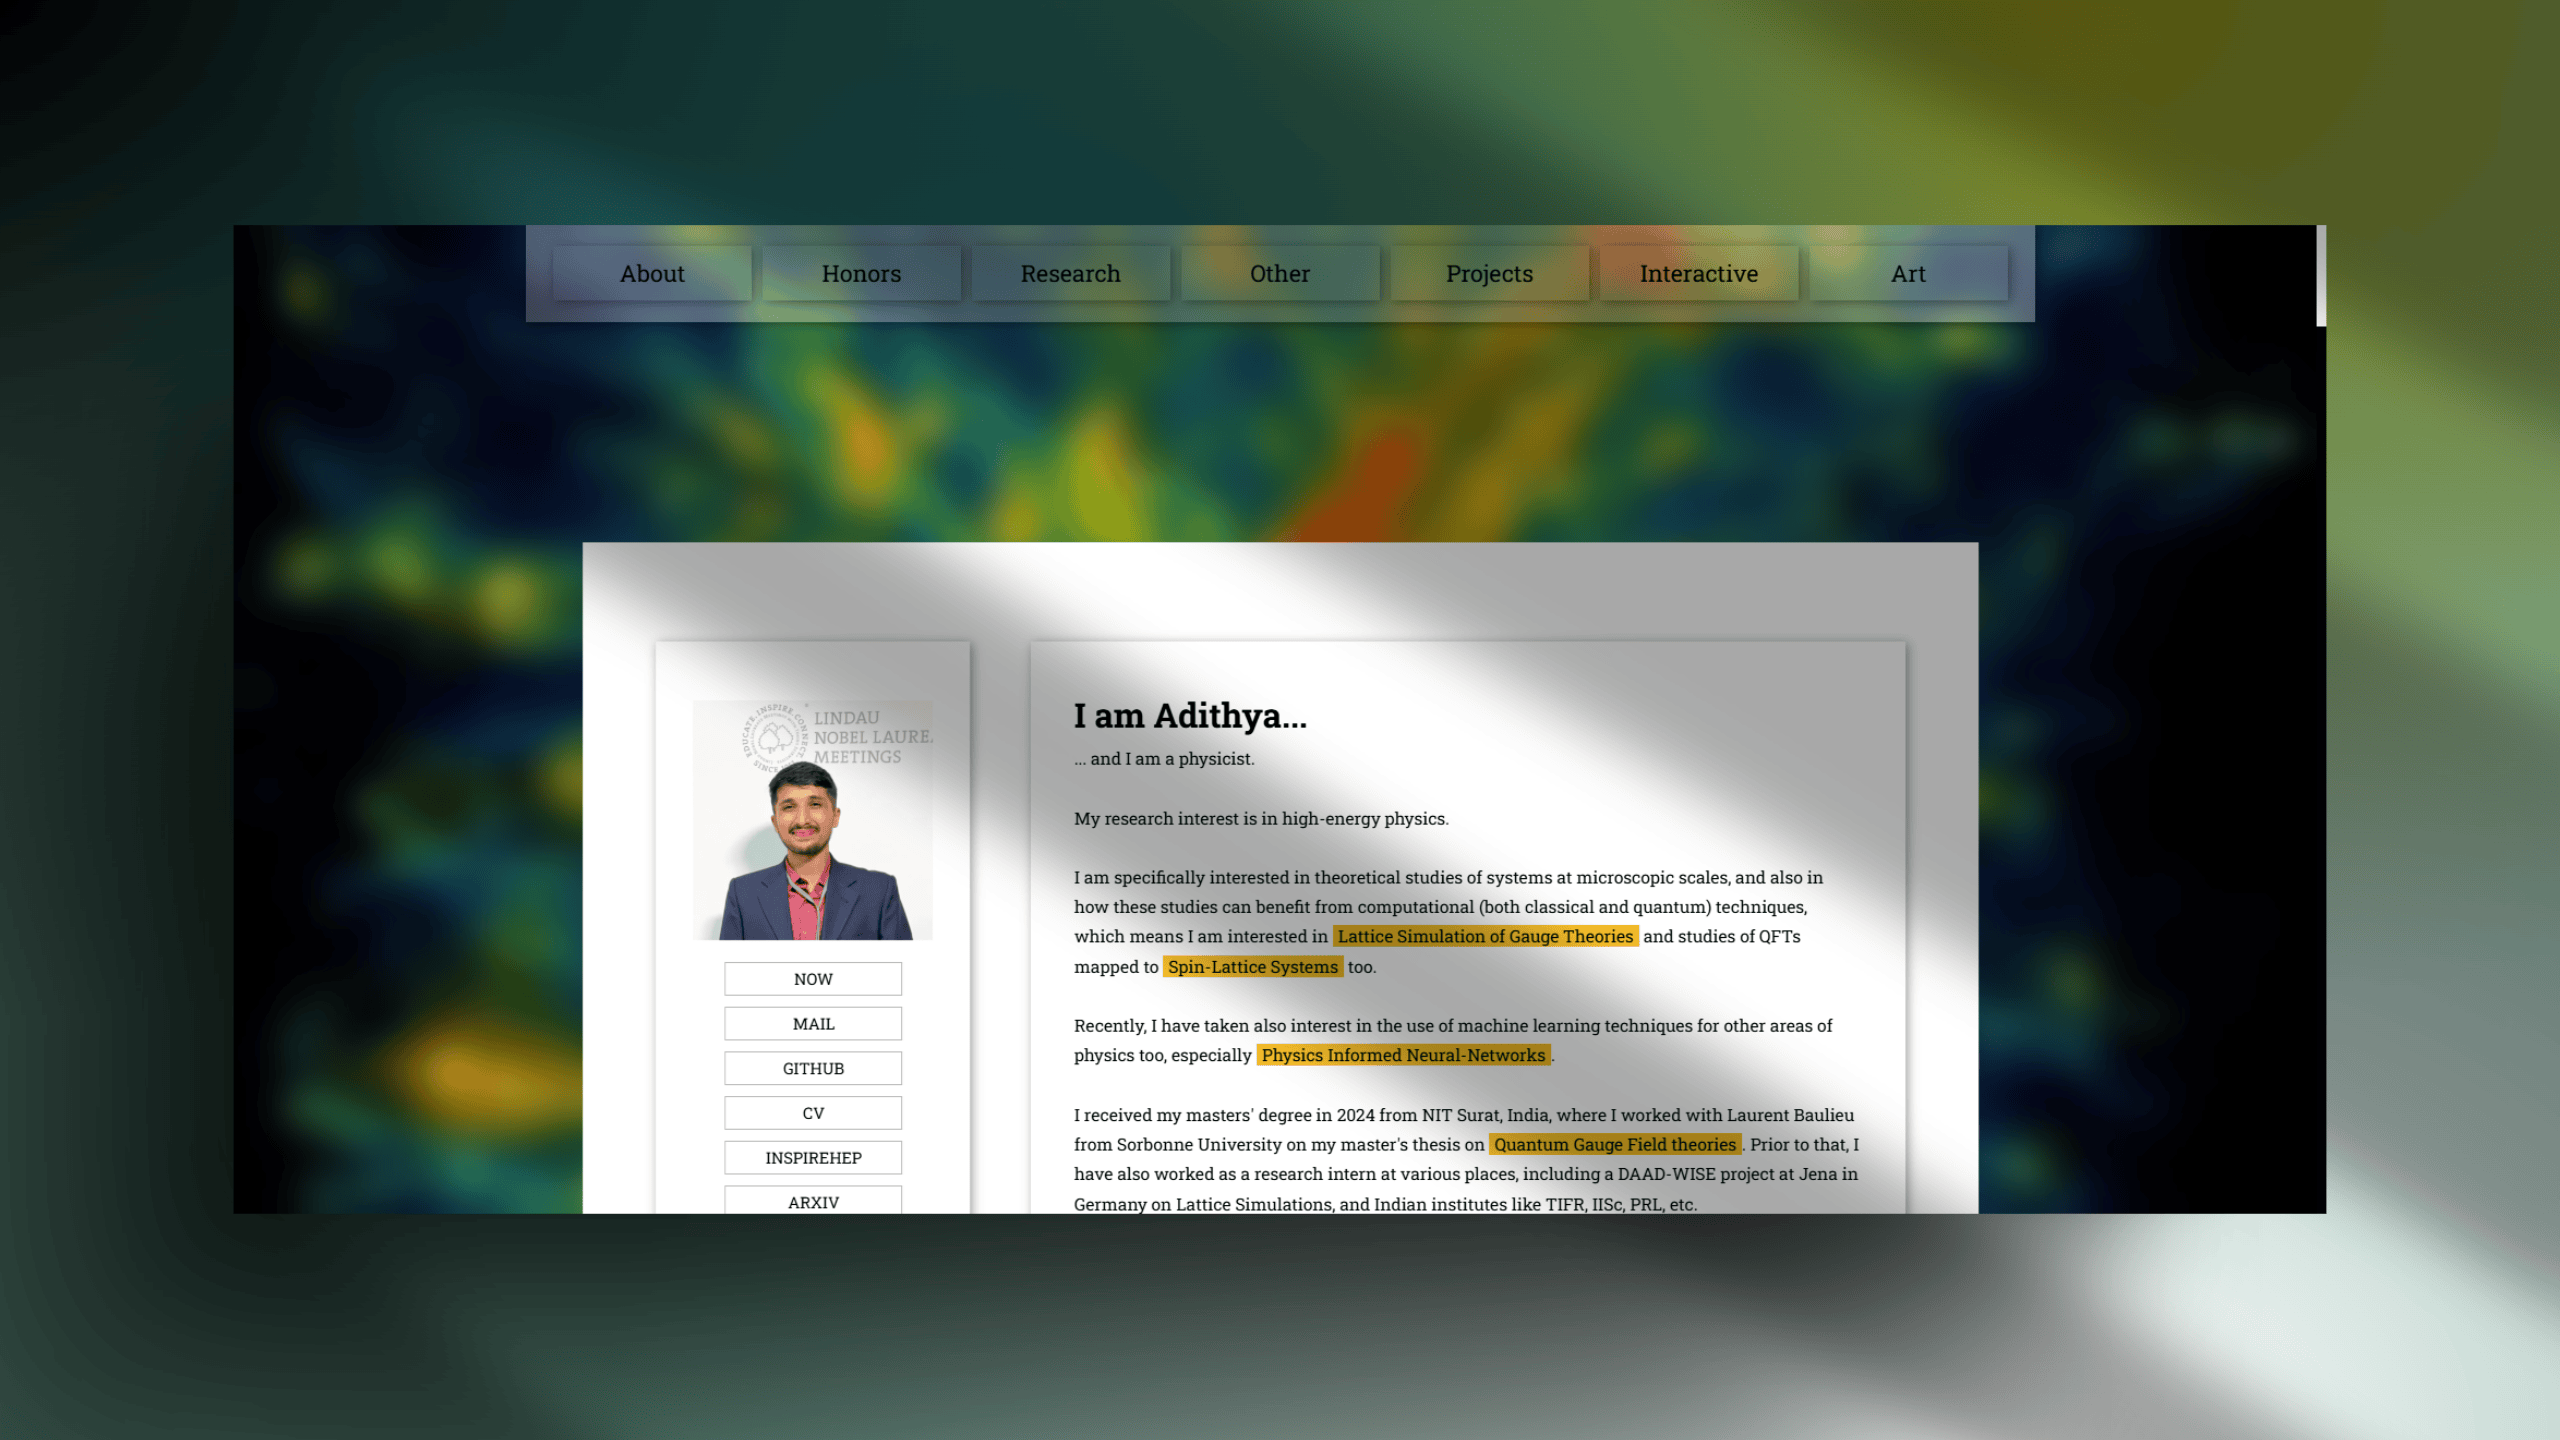 About Honors Research Other Projects Interactive Art
EDUCATE. INSPIRE. CONNECT.
LINDAU
NOBEL LAURE.
MEETINGS
NOW
MAIL
GITHUB
CV
INSPIREHEP
ARXIV
I am Adithya...
... and I am a physicist.
My research interest is in high-energy physics.
I am specifically interested in theoretical studies of systems at microscopic scales, and also in
how these studies can benefit from computational (both classical and quantum) techniques,
which means I am interested in Lattice Simulation of Gauge Theories and studies of QFTs
mapped to Spin-Lattice Systems too.
Recently, I have taken also interest in the use of machine learning techniques for other areas of
physics too, especially Physics Informed Neural-Networks .
I received my masters' degree in 2024 from NIT Surat, India, where I worked with Laurent Baulieu
from Sorbonne University on my master's thesis on Quantum Gauge Field theories . Prior to that, I
have also worked as a research intern at various places, including a DAAD-WISE project at Jena in
Germany on Lattice Simulations, and Indian institutes like TIFR, IISc, PRL, etc.